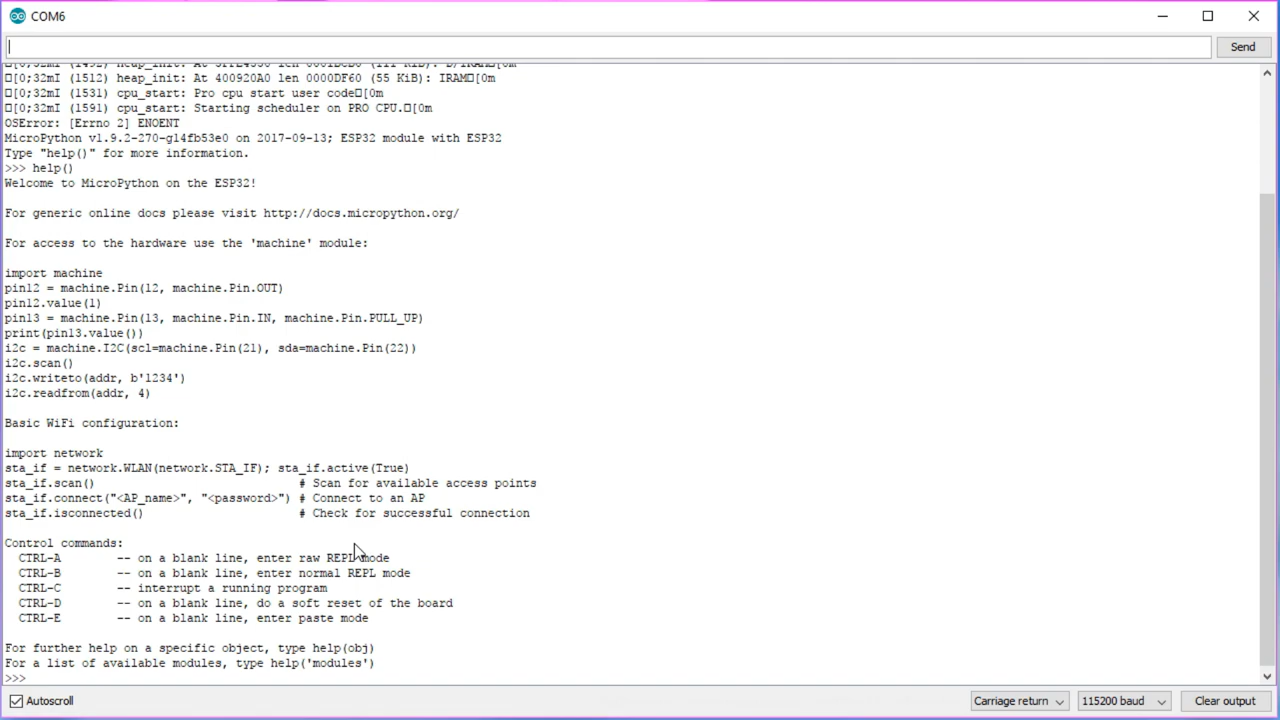 COM6
Send
[0;32mI (1512) heap_init: At 400920A0 len 0000DF60 (55 KiB): IRAM[0m
[0;32mI (1531) cpu_start: Pro cpu start user code[0m
[0;32mI (1591) cpu_start: Starting scheduler on PRO CPU.[0m
OSError: [Errno 2] ENOENT
MicroPython v1.9.2-270-g14fb53e0 on 2017-09-13; ESP32 module with ESP32
Type "help()" for more information.
>>> help()
Welcome to MicroPython on the ESP32!
For generic online docs please visit http://docs.micropython.org/
For access to the hardware use the 'machine' module:
import machine
pin12 = machine.Pin(12, machine.Pin.OUT)
pin12.value(1)
pin13 = machine.Pin(13, machine.Pin.IN, machine.Pin.PULL_UP)
print(pin13.value())
i2c = machine.I2C(scl=machine.Pin(21), sda=machine.Pin(22))
i2c.scan()
i2c.writeto(addr, b'1234')
i2c.readfrom(addr, 4)
Basic WiFi configuration:
import network
sta_if = network.WLAN(network.STA_IF); sta_if.active(True)
sta_if.scan() # Scan for available access points
sta_if.connect("<AP_name>", "<password>") # Connect to an AP
sta_if.isconnected() # Check for successful connection
Control commands:
CTRL-A -- on a blank line, enter raw REPL mode
CTRL-B -- on a blank line, enter normal REPL mode
CTRL-C -- interrupt a running program
CTRL-D -- on a blank line, do a soft reset of the board
CTRL-E -- on a blank line, enter paste mode
For further help on a specific object, type help(obj)
For a list of available modules, type help('modules')
>>>
Autoscroll
Carriage return
115200 baud
Clear output